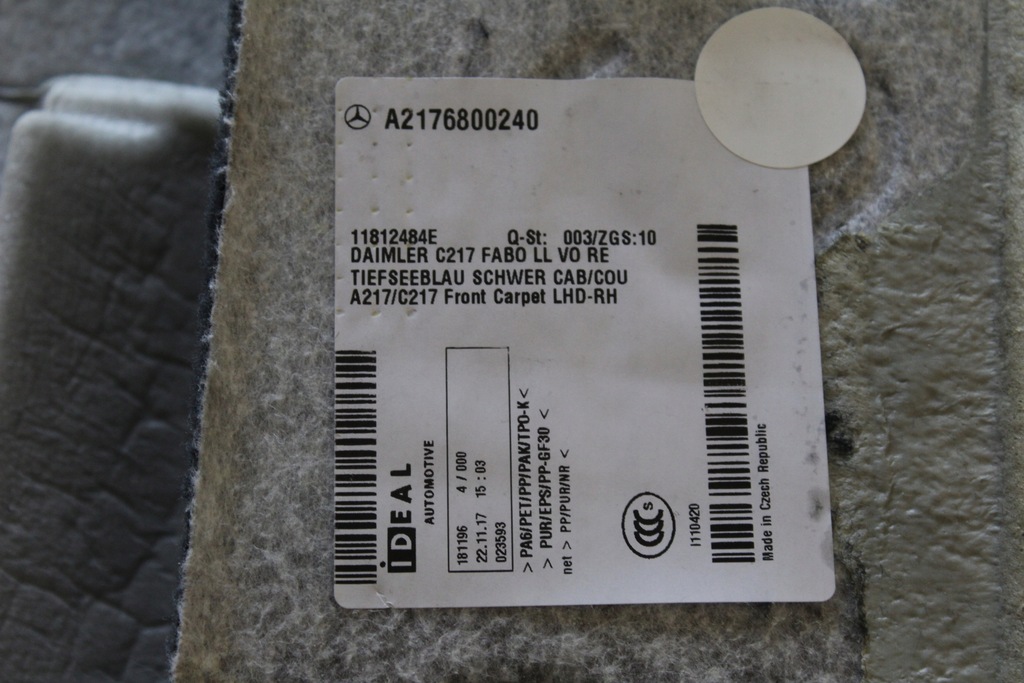 A2176800240
11812484E Q-St: 003/ZGS:10
DAIMLER C217 FABO LL VO RE
TIEFSEEBLAU SCHWER CAB/COU
A217/C217 Front Carpet LHD-RH
iDEAL
AUTOMOTIVE
181196 4/000
22.11.17 15:03
023593
> PA6/PET/PP/PAK/TPO-K <
> PUR/EPS/PP-GF30 <
net > PP/PUR/NR <
CCC S
I110420
Made in Czech Republic